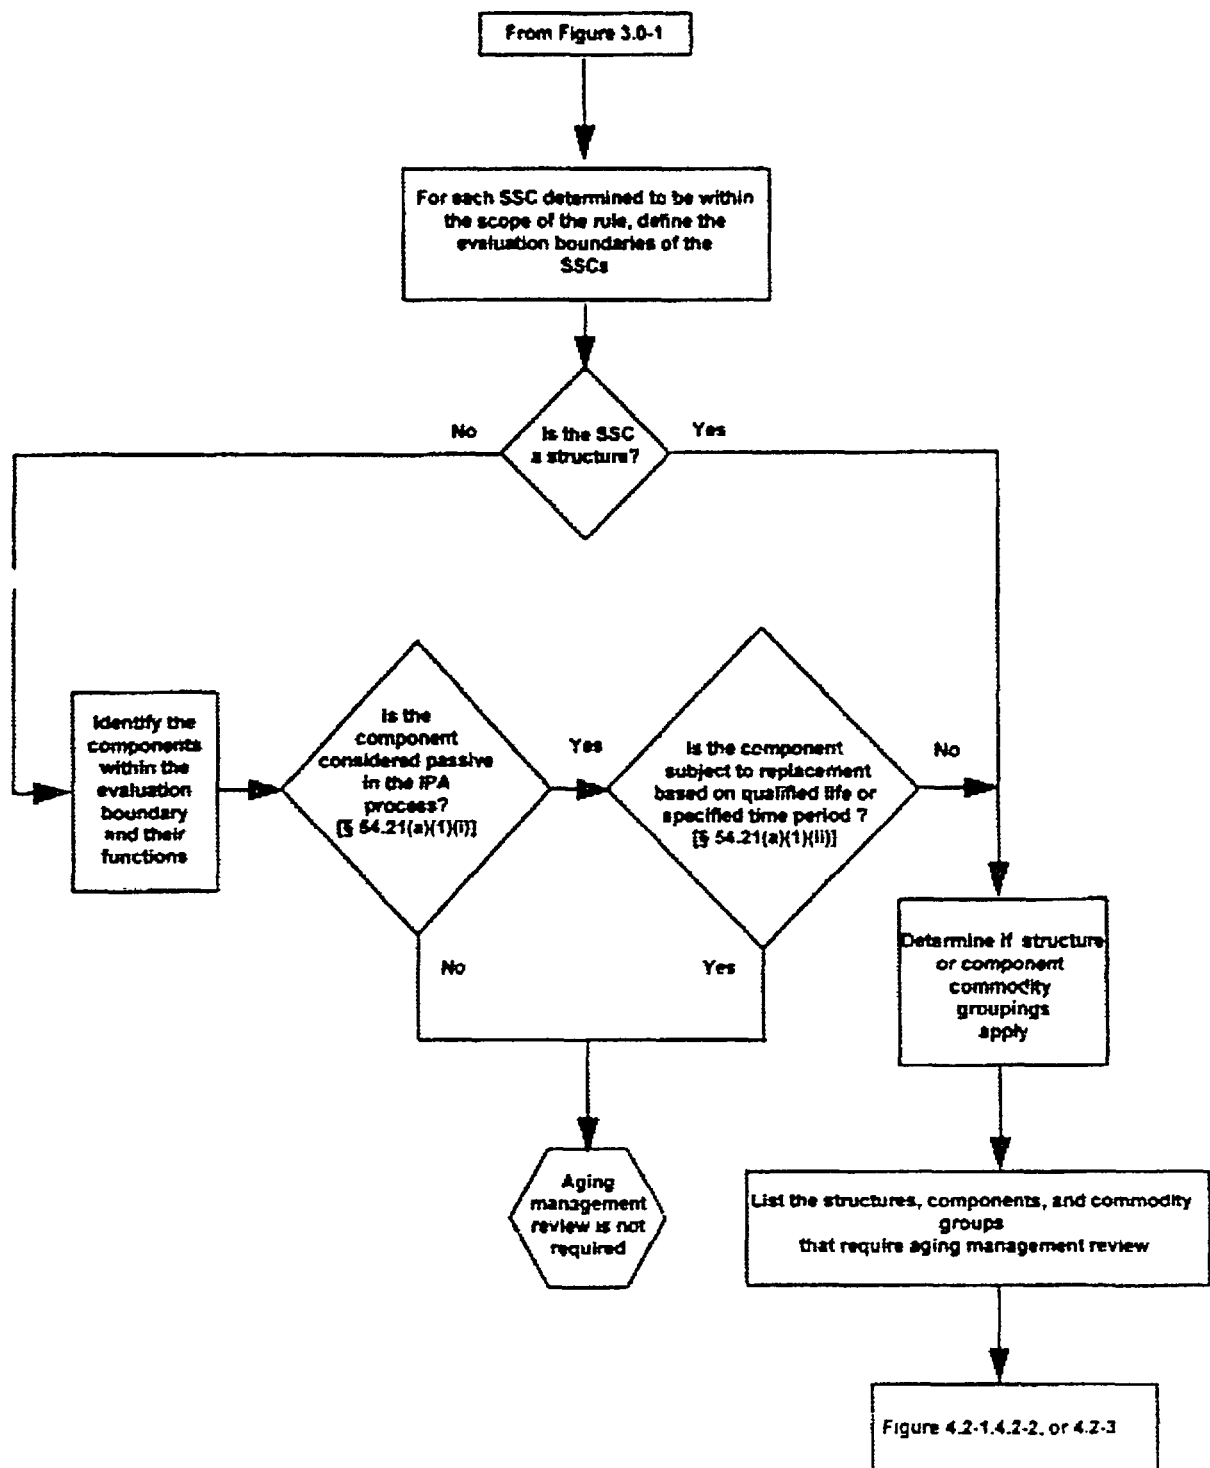 From Figure 3.0-1
For each SSC determined to be within
the scope of the rule, define the
evaluation boundaries of the
SSCs
No
Is the SSC
a structure?
Yes
Identify the
components
within the
evaluation
boundary
and their
functions
Is the
component
considered passive
in the IPA
process?
[§ 54.21(a)(1)(i)]
Yes
Is the component
subject to replacement
based on qualified life or
specified time period ?
[§ 54.21(a)(1)(ii)]
No
No
Yes
Determine if structure
or component
commodity
groupings
apply
Aging
management
review is not
required
List the structures, components, and commodity
groups
that require aging management review
Figure 4.2-1.4.2-2, or 4.2-3